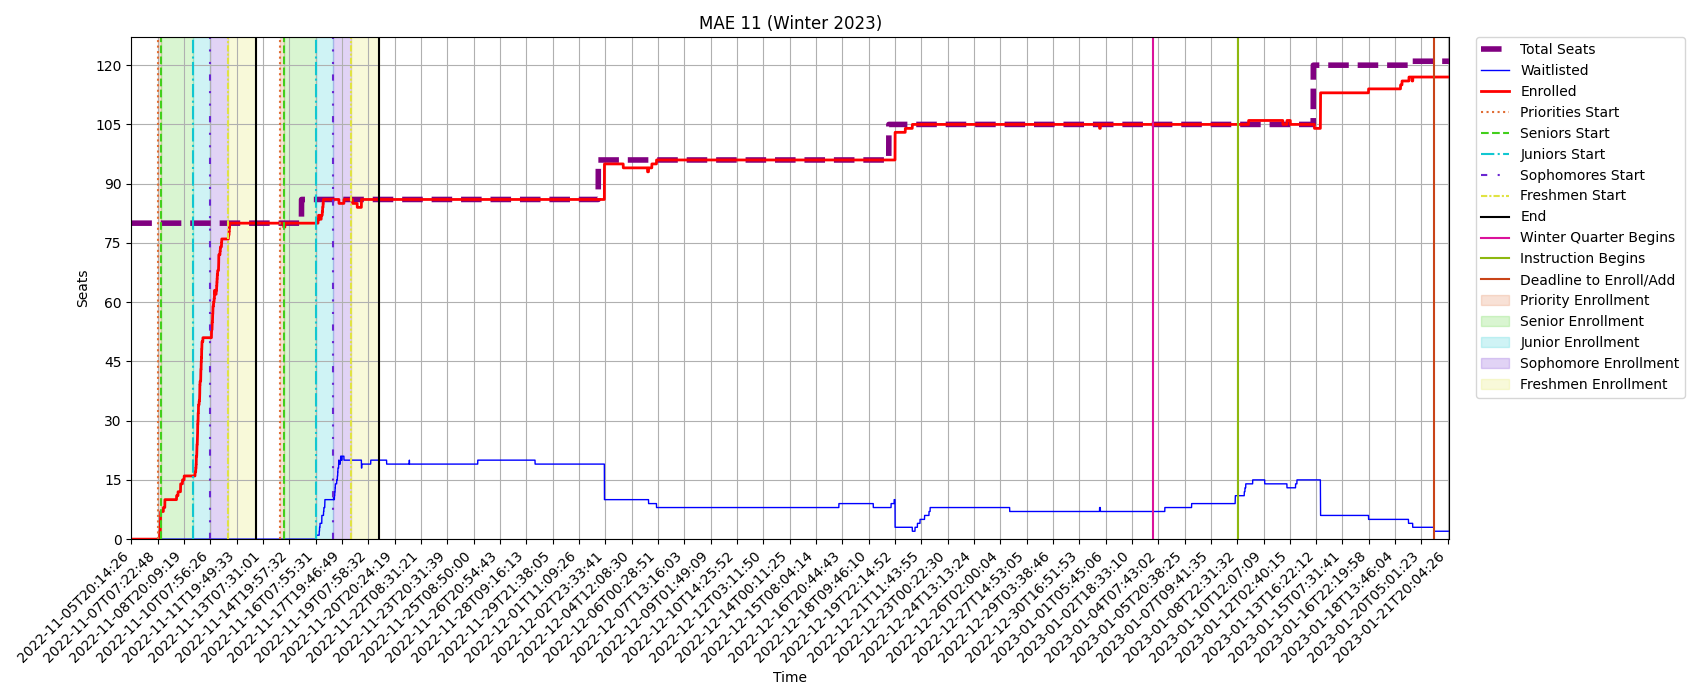 MAE 11 (Winter 2023)
Seats
120
105
90
75
60
45
30
15
0
2022-11-05T20:14:26
2022-11-07T07:22:48
2022-11-08T20:09:19
2022-11-10T07:56:26
2022-11-11T19:49:33
2022-11-13T07:31:01
2022-11-14T19:57:32
2022-11-16T07:55:31
2022-11-17T19:46:49
2022-11-19T07:58:32
2022-11-20T20:24:19
2022-11-22T08:31:21
2022-11-23T20:31:39
2022-11-25T08:50:00
2022-11-26T20:54:43
2022-11-28T09:16:13
2022-11-29T21:38:05
2022-12-01T11:09:26
2022-12-02T23:33:41
2022-12-04T12:08:30
2022-12-06T00:28:51
2022-12-07T13:16:03
2022-12-09T01:49:09
2022-12-10T14:25:52
2022-12-12T03:11:50
2022-12-14T00:11:25
2022-12-15T08:04:14
2022-12-16T20:44:43
2022-12-18T09:46:10
2022-12-19T22:14:52
2022-12-21T11:43:55
2022-12-23T00:22:30
2022-12-24T13:13:24
2022-12-26T02:00:04
2022-12-27T14:53:05
2022-12-29T03:38:46
2022-12-30T16:51:53
2023-01-01T05:45:06
2023-01-02T18:33:10
2023-01-04T07:43:02
2023-01-05T20:38:25
2023-01-07T09:41:35
2023-01-08T22:31:32
2023-01-10T12:07:09
2023-01-12T02:40:15
2023-01-13T16:22:12
2023-01-15T07:31:41
2023-01-16T22:19:58
2023-01-18T13:46:04
2023-01-20T05:01:23
2023-01-21T20:04:26
Time
Total Seats
Waitlisted
Enrolled
Priorities Start
Seniors Start
Juniors Start
Sophomores Start
Freshmen Start
End
Winter Quarter Begins
Instruction Begins
Deadline to Enroll/Add
Priority Enrollment
Senior Enrollment
Junior Enrollment
Sophomore Enrollment
Freshmen Enrollment